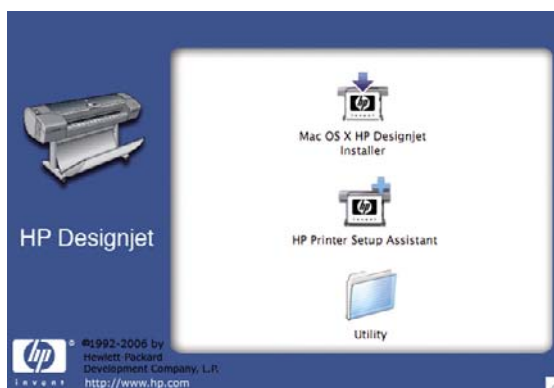 Mac OS X HP Designjet
Installer
HP Printer Setup Assistant
Utility
HP Designjet
hp
®
invent
©1992-2006 by
Hewlett-Packard
Development Company, L.P.
http://www.hp.com